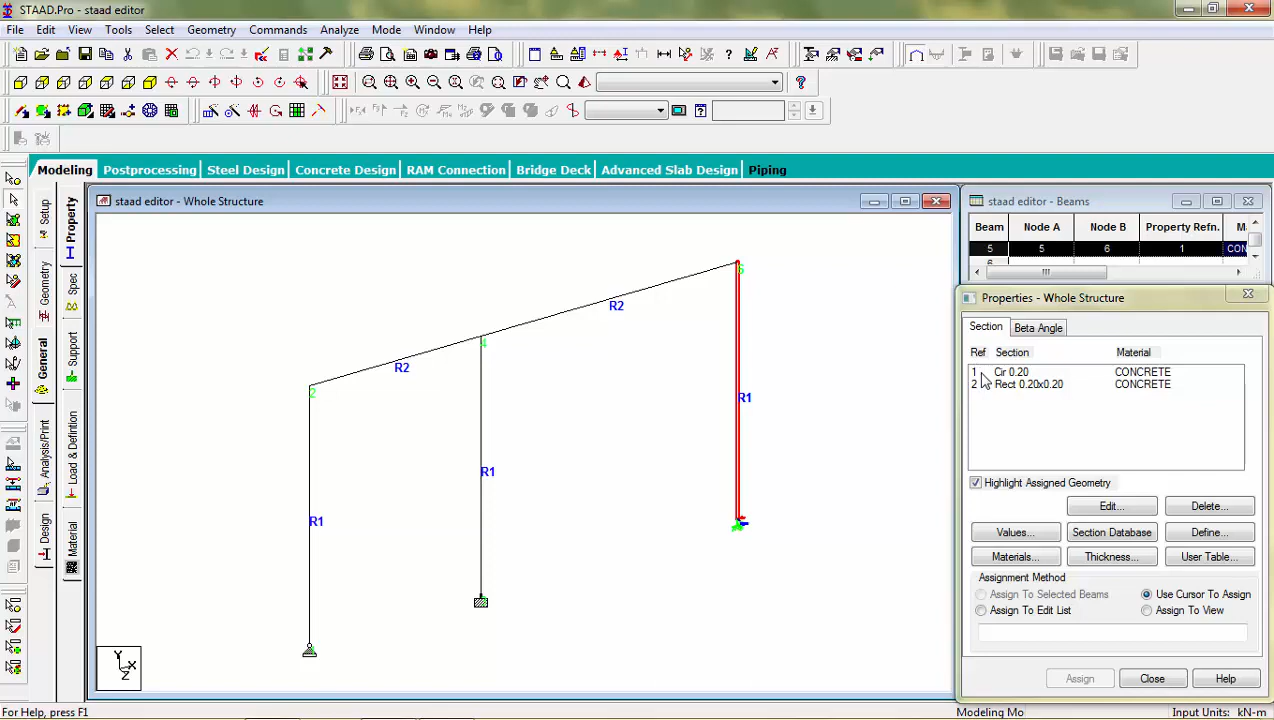 STAAD.Pro - staad editor
File Edit View Tools Select Geometry Commands Analyze Mode Window Help
Modeling Postprocessing Steel Design Concrete Design RAM Connection Bridge Deck Advanced Slab Design Piping
Setup
Geometry
General
Analysis/Print
Design
Property
Spec
Support
Load & Definition
Material
staad editor - Whole Structure
R2
R2
R1
R1
R1
2
4
Y
X
Z
staad editor - Beams
Beam Node A Node B Property Refn.
5 5 6 1 CON
6
Properties - Whole Structure
Section Beta Angle
Ref Section Material
1 Cir 0.20 CONCRETE
2 Rect 0.20x0.20 CONCRETE
Highlight Assigned Geometry
Edit... Delete...
Values... Section Database Define...
Materials... Thickness... User Table...
Assignment Method
Assign To Selected Beams Use Cursor To Assign
Assign To Edit List Assign To View
Assign Close Help
For Help, press F1 Modeling Mo Input Units: kN-m